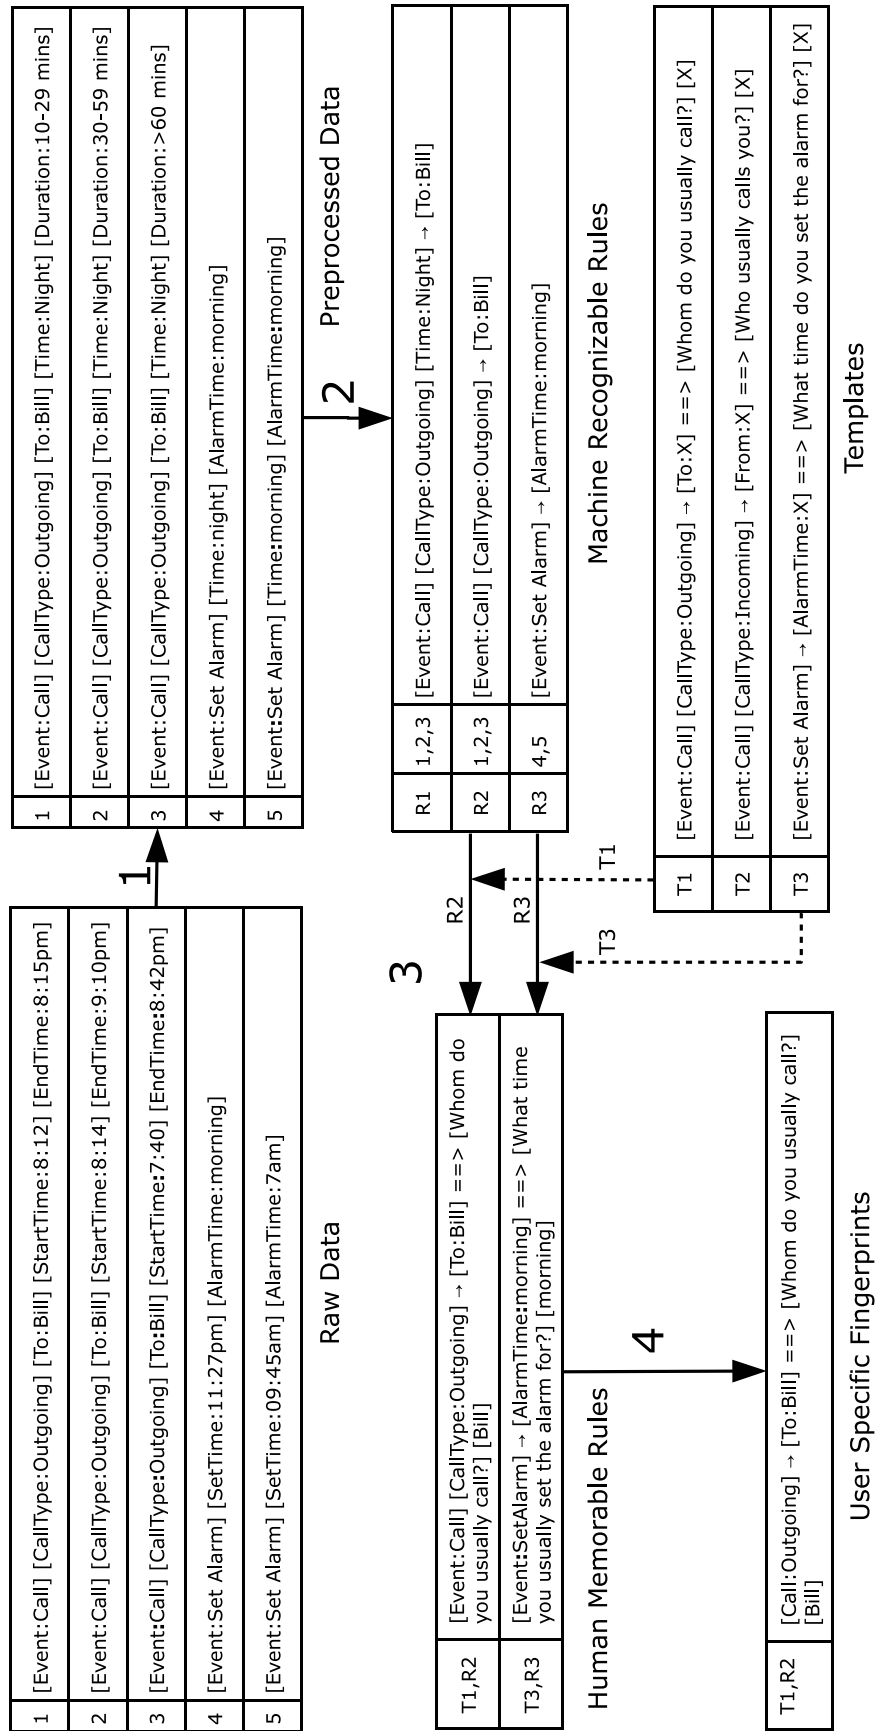 1 [Event:Call] [CallType:Outgoing] [To:Bill] [StartTime:8:12] [EndTime:8:15pm]
2 [Event:Call] [CallType:Outgoing] [To:Bill] [StartTime:8:14] [EndTime:9:10pm]
3 [Event:Call] [CallType:Outgoing] [To:Bill] [StartTime:7:40] [EndTime:8:42pm]
4 [Event:Set Alarm] [SetTime:11:27pm] [AlarmTime:morning]
5 [Event:Set Alarm] [SetTime:09:45am] [AlarmTime:7am]
Raw Data
1
1 [Event:Call] [CallType:Outgoing] [To:Bill] [Time:Night] [Duration:10-29 mins]
2 [Event:Call] [CallType:Outgoing] [To:Bill] [Time:Night] [Duration:30-59 mins]
3 [Event:Call] [CallType:Outgoing] [To:Bill] [Time:Night] [Duration:>60 mins]
4 [Event:Set Alarm] [Time:night] [AlarmTime:morning]
5 [Event:Set Alarm] [Time:morning] [AlarmTime:morning]
Preprocessed Data
2
R1 1,2,3 [Event:Call] [CallType:Outgoing] [Time:Night] → [To:Bill]
R2 1,2,3 [Event:Call] [CallType:Outgoing] → [To:Bill]
R3 4,5 [Event:Set Alarm] → [AlarmTime:morning]
Machine Recognizable Rules
3
R2
R3
T1
T3
T1 [Event:Call] [CallType:Outgoing] → [To:X] ==> [Whom do you usually call?] [X]
T2 [Event:Call] [CallType:Incoming] → [From:X] ==> [Who usually calls you?] [X]
T3 [Event:Set Alarm] → [AlarmTime:X] ==> [What time do you set the alarm for?] [X]
Templates
T1,R2 [Event:Call] [CallType:Outgoing] → [To:Bill] ==> [Whom do
you usually call?] [Bill]
T3,R3 [Event:SetAlarm] → [AlarmTime:morning] ==> [What time
you usually set the alarm for?] [morning]
Human Memorable Rules
4
T1,R2 [Call:Outgoing] → [To:Bill] ==> [Whom do you usually call?]
[Bill]
User Specific Fingerprints